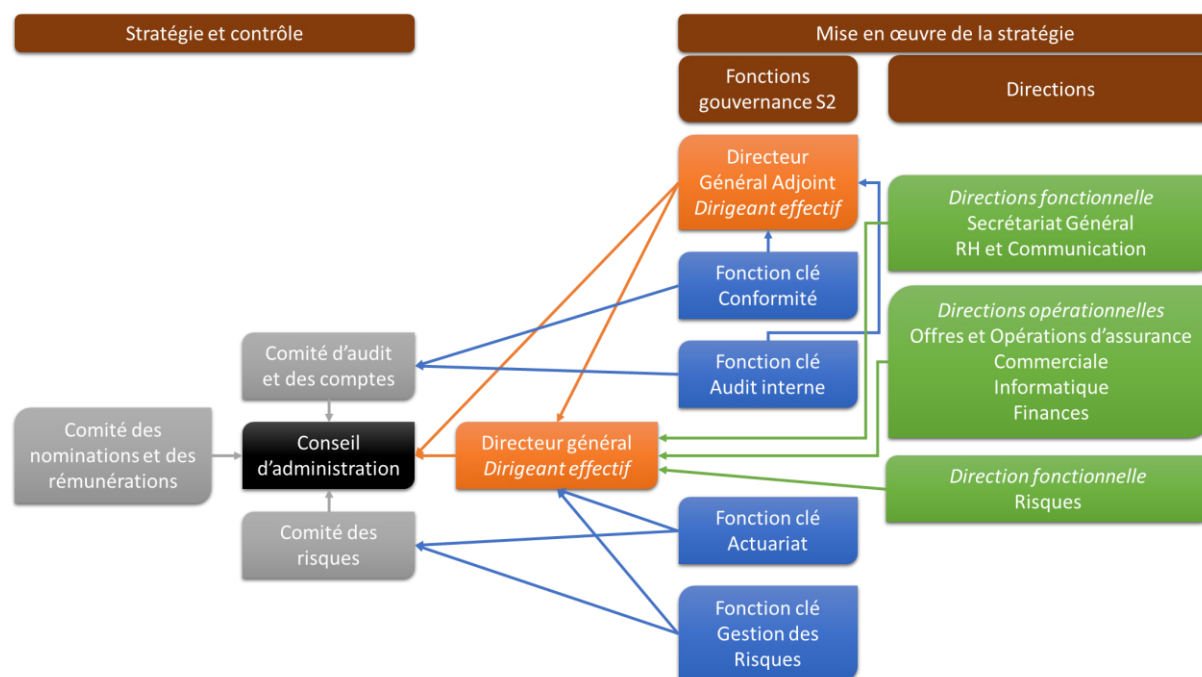 Stratégie et contrôle
Mise en œuvre de la stratégie
Fonctions
gouvernance S2
Directions
Directeur
Général Adjoint
Dirigeant effectif
Directions fonctionnelle
Secrétariat Général
RH et Communication
Fonction clé
Conformité
Directions opérationnelles
Offres et Opérations d’assurance
Commerciale
Informatique
Finances
Comité d’audit
et des comptes
Fonction clé
Audit interne
Comité des
nominations et des
rémunérations
Conseil
d’administration
Directeur général
Dirigeant effectif
Direction fonctionnelle
Risques
Comité des
risques
Fonction clé
Actuariat
Fonction clé
Gestion des
Risques